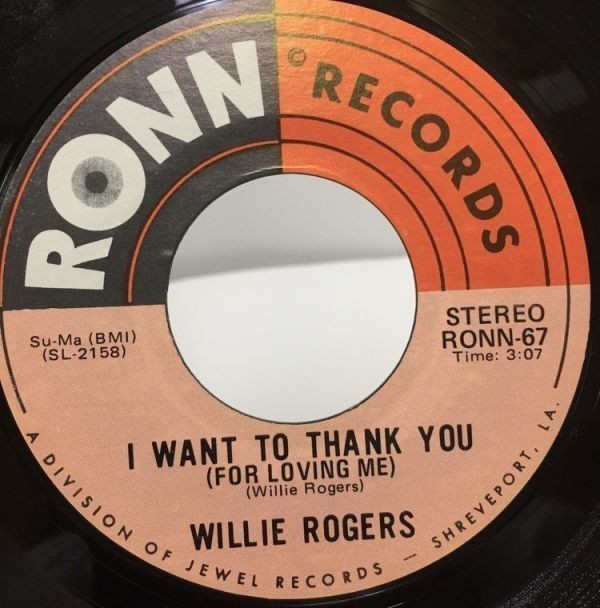 RONN
© RECORDS
Su-Ma (BMI)
(SL-2158)
STEREO
RONN-67
Time: 3:07
I WANT TO THANK YOU
(FOR LOVING ME)
(Willie Rogers)
WILLIE ROGERS
A DIVISION OF JEWEL RECORDS — SHREVEPORT, LA.